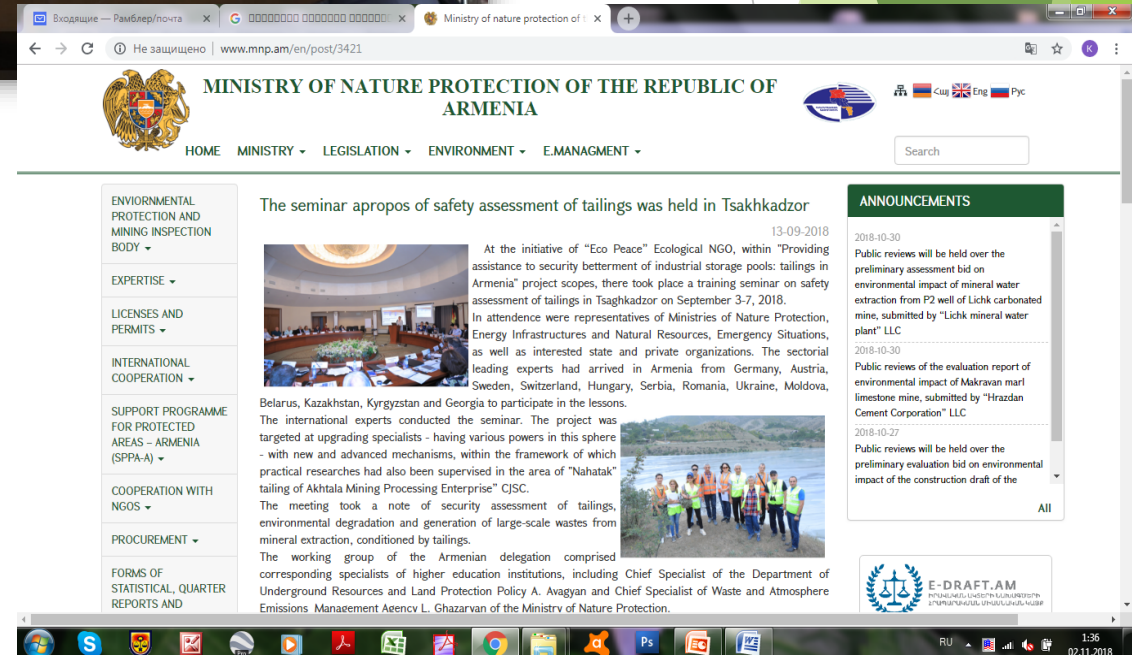 Входящие — Рамблер/почта
Ministry of nature protection of t
Не защищено | www.mnp.am/en/post/3421
K
MINISTRY OF NATURE PROTECTION OF THE REPUBLIC OF
ARMENIA
Հայ Eng Рус
HOME MINISTRY LEGISLATION ENVIRONMENT E.MANAGMENT
Search
ENVIORNMENTAL
PROTECTION AND
MINING INSPECTION
BODY
EXPERTISE
LICENSES AND
PERMITS
INTERNATIONAL
COOPERATION
SUPPORT PROGRAMME
FOR PROTECTED
AREAS – ARMENIA
(SPPA-A)
COOPERATION WITH
NGOS
PROCUREMENT
FORMS OF
STATISTICAL, QUARTER
REPORTS AND
The seminar apropos of safety assessment of tailings was held in Tsakhkadzor
13-09-2018
At the initiative of “Eco Peace” Ecological NGO, within "Providing
assistance to security betterment of industrial storage pools: tailings in
Armenia” project scopes, there took place a training seminar on safety
assessment of tailings in Tsaghkadzor on September 3-7, 2018.
In attendence were representatives of Ministries of Nature Protection,
Energy Infrastructures and Natural Resources, Emergency Situations,
as well as interested state and private organizations. The sectorial
leading experts had arrived in Armenia from Germany, Austria,
Sweden, Switzerland, Hungary, Serbia, Romania, Ukraine, Moldova,
Belarus, Kazakhstan, Kyrgyzstan and Georgia to participate in the lessons.
The international experts conducted the seminar. The project was
targeted at upgrading specialists - having various powers in this sphere
- with new and advanced mechanisms, within the framework of which
practical researches had also been supervised in the area of "Nahatak"
tailing of Akhtala Mining Processing Enterprise” CJSC.
The meeting took a note of security assessment of tailings,
environmental degradation and generation of large-scale wastes from
mineral extraction, conditioned by tailings.
The working group of the Armenian delegation comprised
corresponding specialists of higher education institutions, including Chief Specialist of the Department of
Underground Resources and Land Protection Policy A. Avagyan and Chief Specialist of Waste and Atmosphere
Emissions Management Agency L. Ghazaryan of the Ministry of Nature Protection.
ANNOUNCEMENTS
2018-10-30
Public reviews will be held over the
preliminary assessment bid on
environmental impact of mineral water
extraction from P2 well of Lichk carbonated
mine, submitted by “Lichk mineral water
plant” LLC
2018-10-30
Public reviews of the evaluation report of
environmental impact of Makravan marl
limestone mine, submitted by “Hrazdan
Cement Corporation” LLC
2018-10-27
Public reviews will be held over the
preliminary evaluation bid on environmental
impact of the construction draft of the
All
E-DRAFT.AM
RU
1:36
02.11.2018